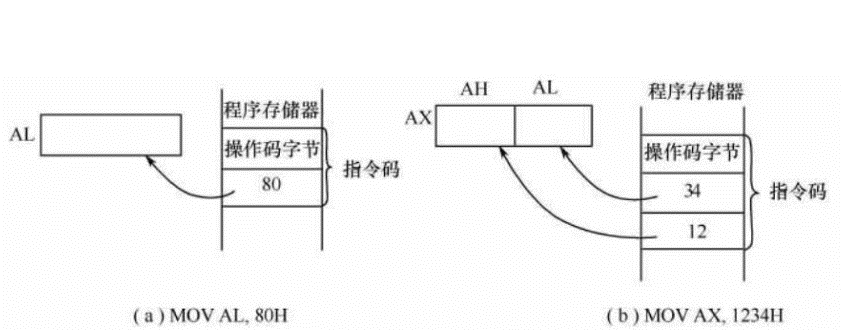 程序存储器
AL
操作码字节
80
指令码
(a) MOV AL, 80H
AH AL
程序存储器
AX
操作码字节
34
指令码
12
(b) MOV AX, 1234H